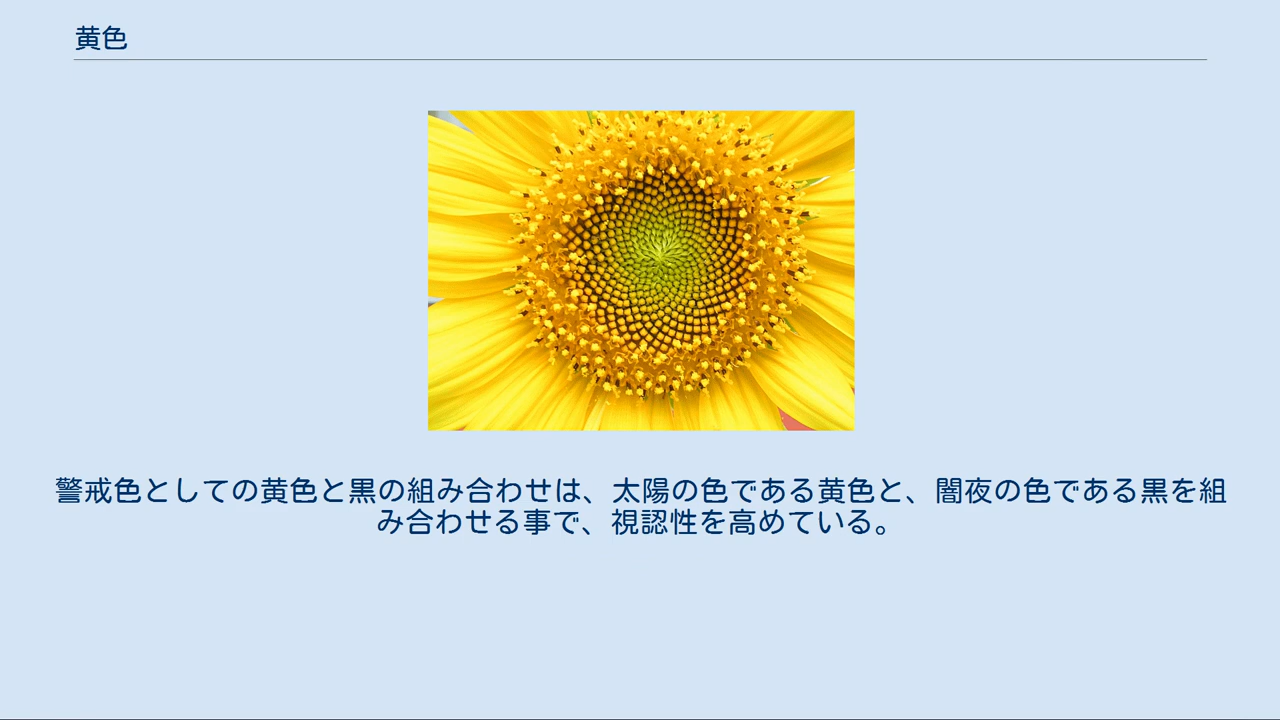 黄色
警戒色としての黄色と黒の組み合わせは、太陽の色である黄色と、闇夜の色である黒を組
み合わせる事で、視認性を高めている。